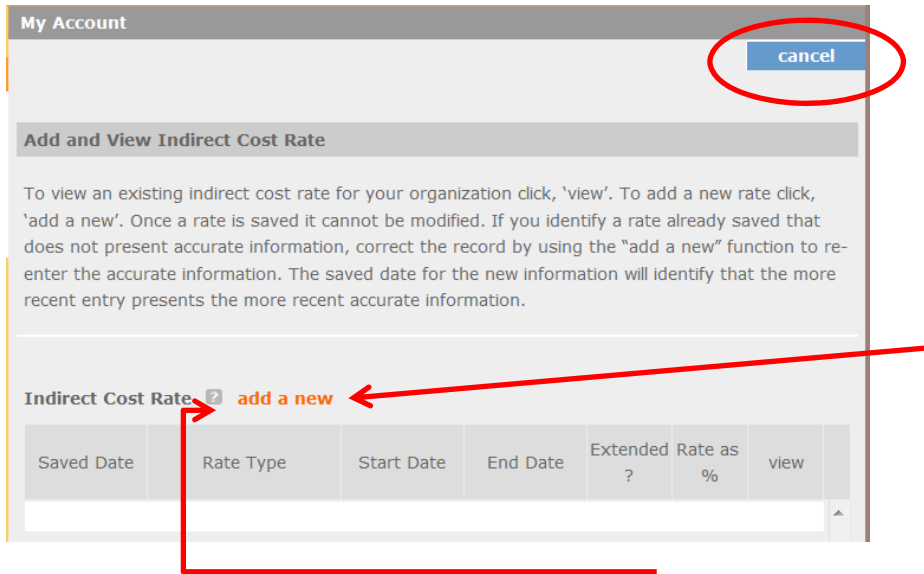 My Account
cancel
Add and View Indirect Cost Rate
To view an existing indirect cost rate for your organization click, ‘view’. To add a new rate click,
‘add a new’. Once a rate is saved it cannot be modified. If you identify a rate already saved that
does not present accurate information, correct the record by using the “add a new” function to re-
enter the accurate information. The saved date for the new information will identify that the more
recent entry presents the more recent accurate information.
Indirect Cost Rate ? add a new
Saved Date Rate Type Start Date End Date Extended ? Rate as % view